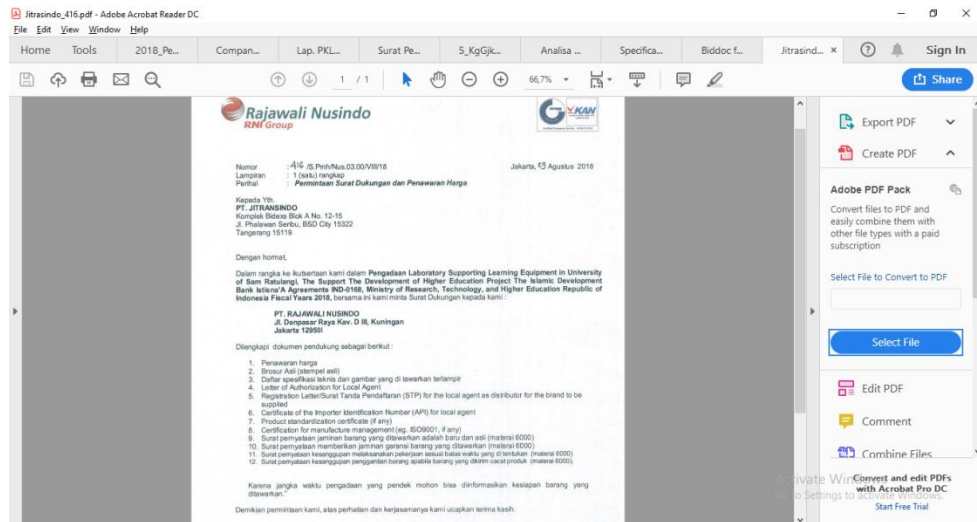 Jitrasindo_416.pdf - Adobe Acrobat Reader DC
File Edit View Window Help
Home Tools 2018_Pe... Compan... Lap. PKL... Surat Pe... 5_KgGjk... Analisa ... Specifica... Biddoc f... Jitrasind... × Sign In
1 / 1 66,7% Share
Rajawali Nusindo
RNI Group
KAN
Nomor : 416 /S.Pmh/Nus.03.00/VIII/18 Jakarta, 29 Agustus 2018
Lampiran : 1 (satu) rangkap
Perihal : Permintaan Surat Dukungan dan Penawaran Harga
Kepada Yth.
PT. JITRANSINDO
Komplek Bidexs Blok A No. 12-15
Jl. Phalawan Seribu, BSD City 15322
Tangerang 15119
Dengan hormat,
Dalam rangka ke ikutsertaan kami dalam Pengadaan Laboratory Supporting Learning Equipment in University
of Sam Ratulangi, The Support The Development of Higher Education Project The Islamic Development
Bank Istisna'A Agreements IND-0168, Ministry of Research, Technology, and Higher Education Republic of
Indonesia Fiscal Years 2018, bersama ini kami minta Surat Dukungan kepada kami :
PT. RAJAWALI NUSINDO
Jl. Denpasar Raya Kav. D III, Kuningan
Jakarta 12950I
Dilengkapi dokumen pendukung sebagai berikut :
1. Penawaran harga
2. Brosur Asli (stempel asli)
3. Daftar spesifikasi teknis dan gambar yang di tawarkan terlampir
4. Letter of Authorization for Local Agent
5. Registration Letter/Surat Tanda Pendaftaran (STP) for the local agent as distributor for the brand to be
supplied
6. Certificate of the Importer Identification Number (API) for local agent
7. Product standardization certificate (if any)
8. Certification for manufacture management (eg. ISO9001, if any)
9. Surat pernyataan jaminan barang yang ditawarkan adalah baru dan asli (materai 6000)
10. Surat pernyataan memberikan jaminan garansi barang yang ditawarkan (materai 6000)
11. Surat pernyataan kesanggupan melaksanakan pekerjaan sesuai batas waktu yang di tentukan (materai 6000)
12. Surat pernyataan kesanggupan penggantian barang apabila barang yang dikirim cacat produk (materai 6000).
Karena jangka waktu pengadaan yang pendek mohon bisa diinformasikan kesiapan barang yang
ditawarkan."
Demikian permintaan kami, atas perhatian dan kerjasamanya kami ucapkan terima kasih.
Export PDF
Create PDF
Adobe PDF Pack
Convert files to PDF and
easily combine them with
other file types with a paid
subscription
Select File to Convert to PDF
Select File
Edit PDF
Comment
Combine Files
Activate Windows
Go to Settings to activate Windows.
Convert and edit PDFs
with Acrobat Pro DC
Start Free Trial